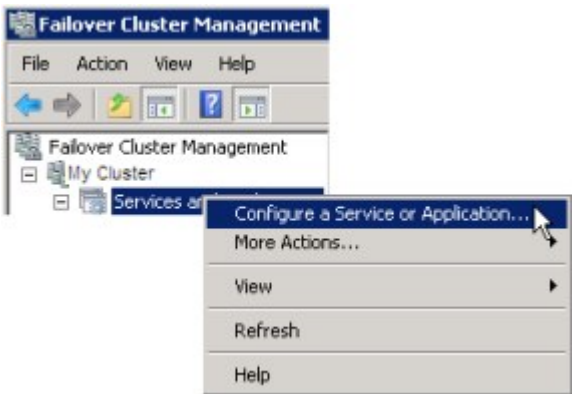 Failover Cluster Management
File Action View Help
Failover Cluster Management
My Cluster
Services
Configure a Service or Application...
More Actions...
View
Refresh
Help